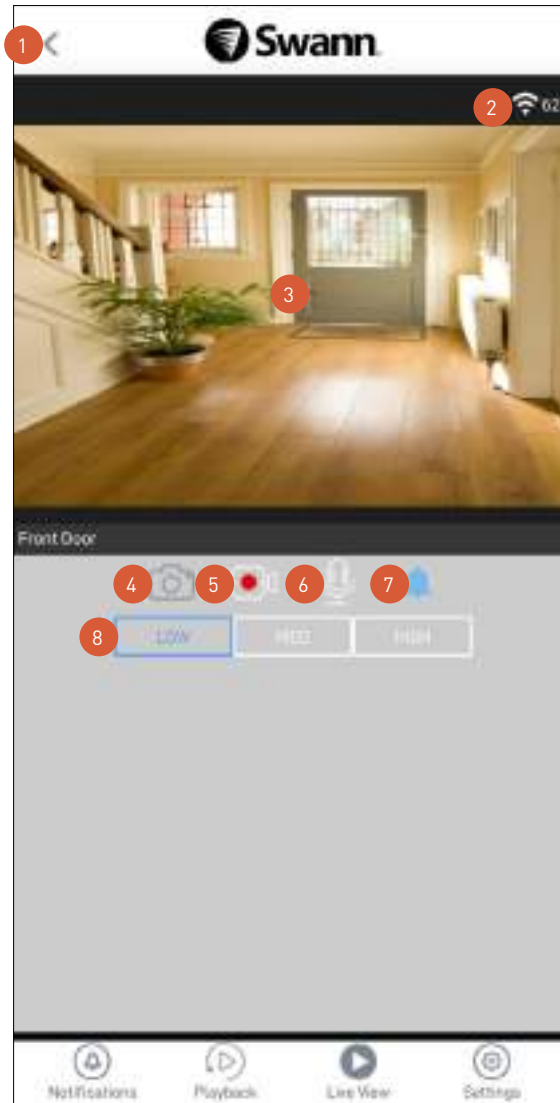 1 Swann
2 62
3
Front Door
4 5 6 7
8 LOW MED HIGH
Notifications Playback Live View Settings